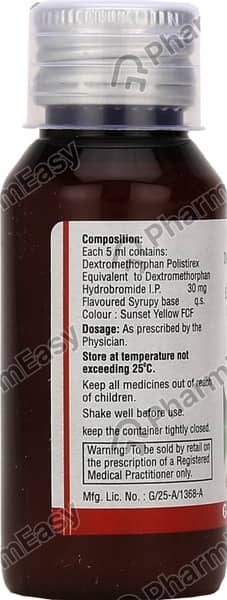 Composition:
Each 5 ml contains:
Dextromethorphan Polistirex
Equivalent to Dextromethorphan
Hydrobromide I.P. 30 mg
Flavoured Syrupy base q.s.
Colour : Sunset Yellow FCF
Dosage: As prescribed by the
Physician.
Store at temperature not
exceeding 25°C.
Keep all medicines out of reach
of children.
Shake well before use.
keep the container tightly closed.
Warning: To be sold by retail on
the prescription of a Registered
Medical Practitioner only.
Mfg. Lic. No. : G/25-A/1368-A
PharmEasy